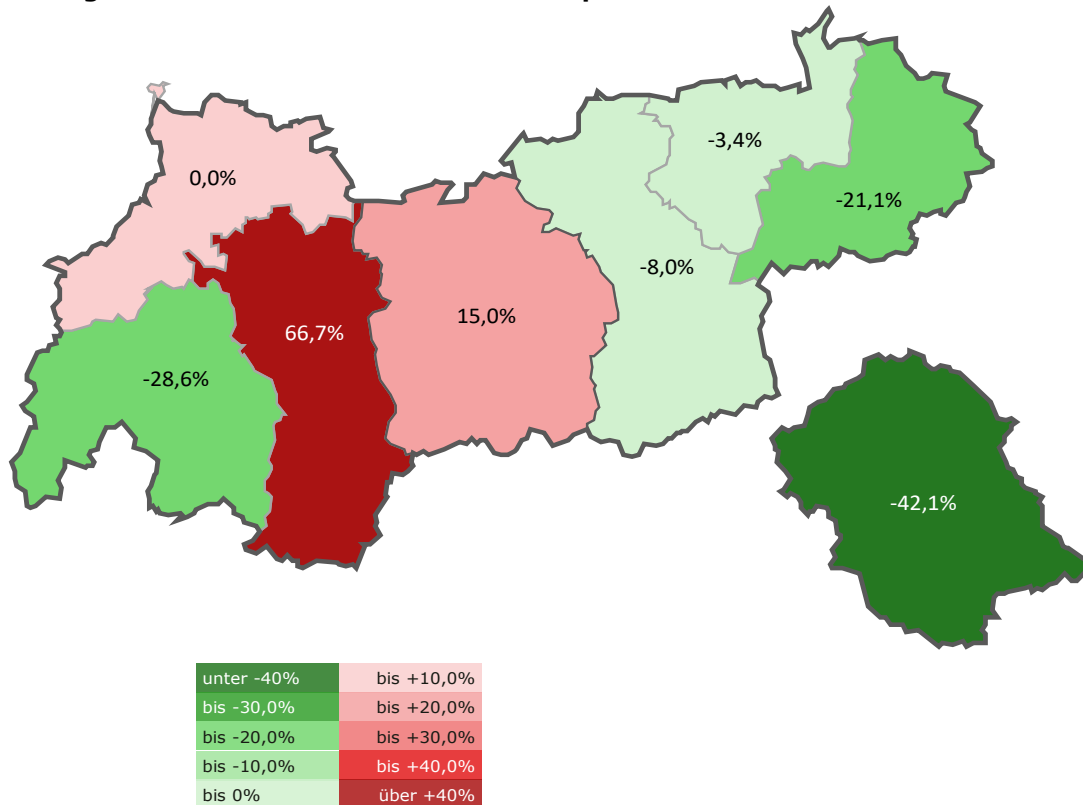 0,0%
-3,4%
-21,1%
-8,0%
15,0%
66,7%
-28,6%
-42,1%
unter -40% bis +10,0%
bis -30,0% bis +20,0%
bis -20,0% bis +30,0%
bis -10,0% bis +40,0%
bis 0% über +40%